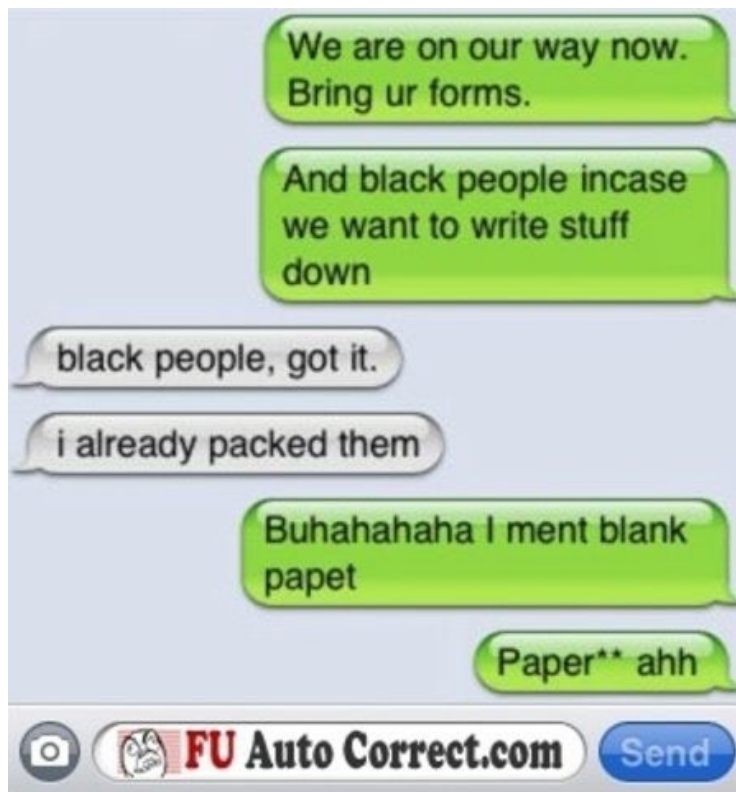 We are on our way now.
Bring ur forms.
And black people incase
we want to write stuff
down
black people, got it.
i already packed them
Buhahahaha I ment blank
papet
Paper** ahh
FU Auto Correct.com
Send